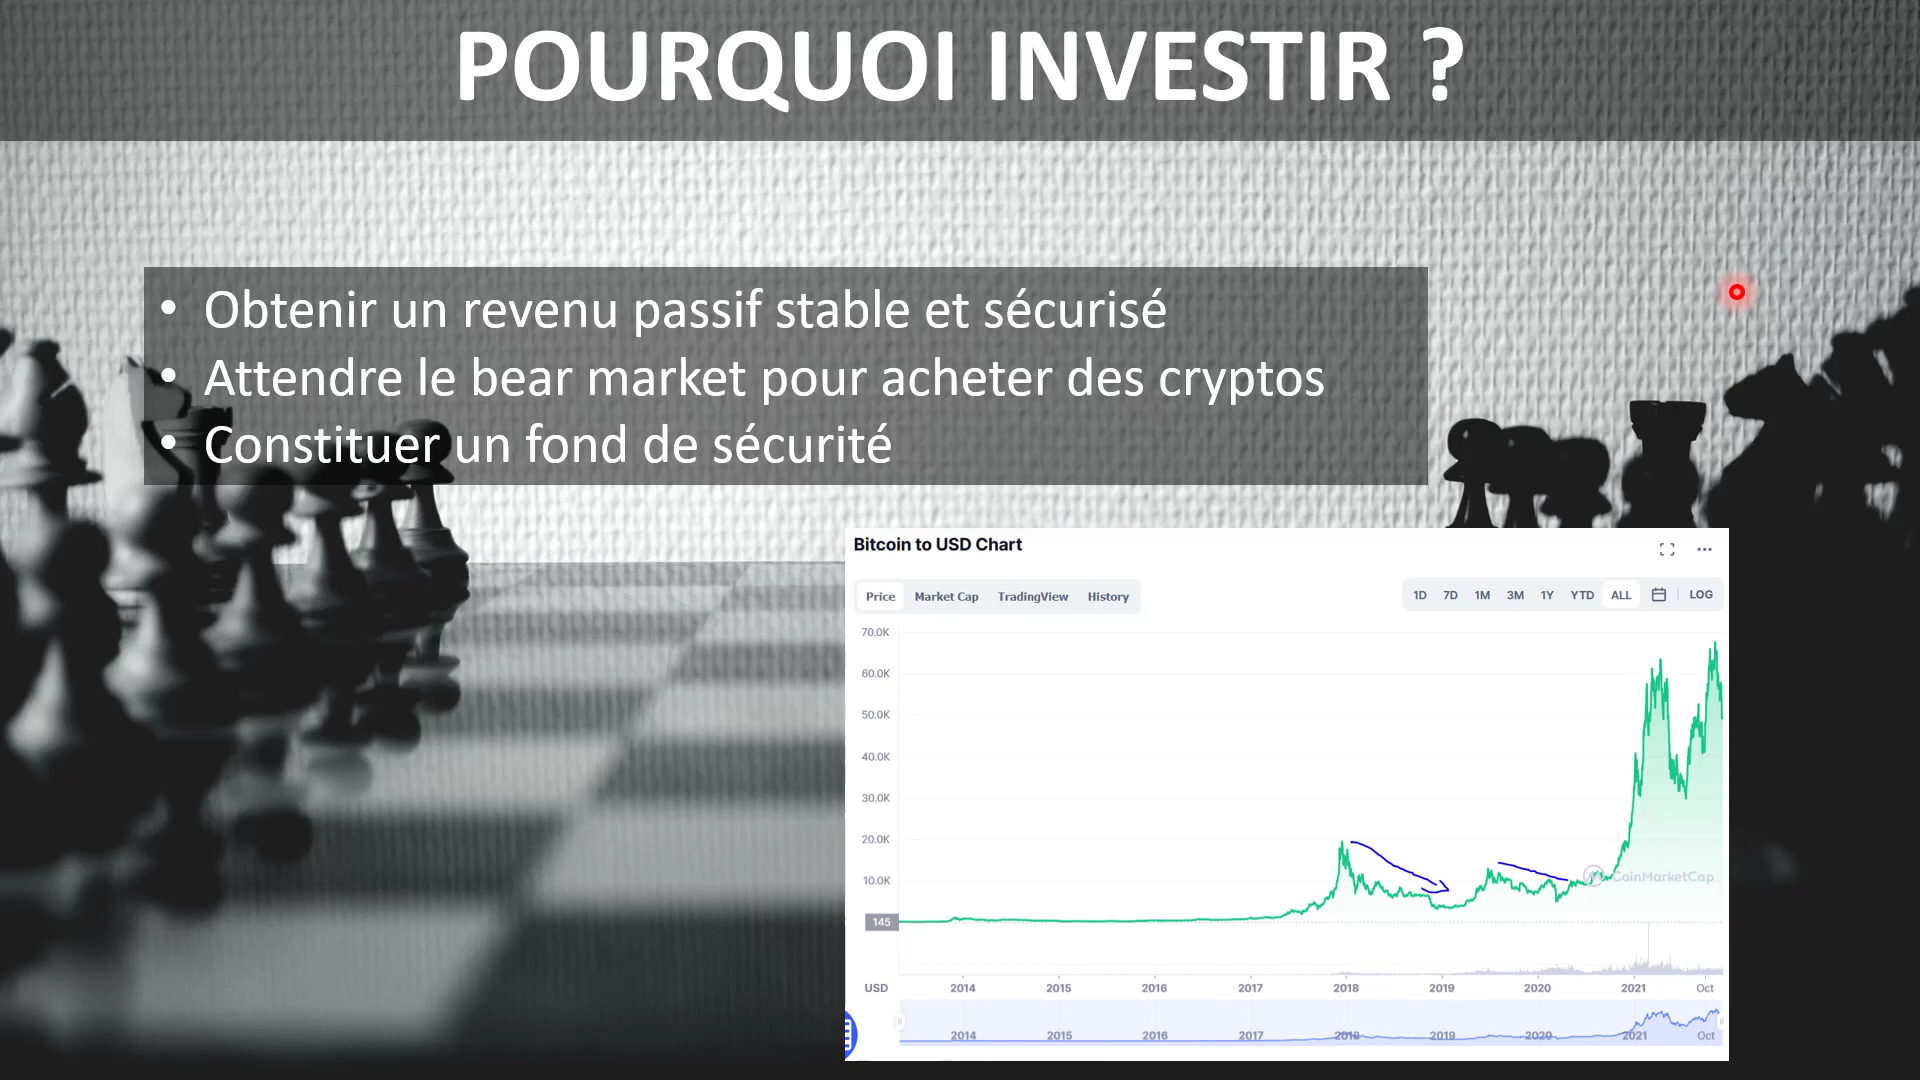 POURQUOI INVESTIR ?
• Obtenir un revenu passif stable et sécurisé
• Attendre le bear market pour acheter des cryptos
• Constituer un fond de sécurité
Bitcoin to USD Chart
Price Market Cap TradingView History
1D 7D 1M 3M 1Y YTD ALL LOG
70.0K
60.0K
50.0K
40.0K
30.0K
20.0K
10.0K
CoinMarketCap
145
USD 2014 2015 2016 2017 2018 2019 2020 2021 Oct
2014 2015 2016 2017 2018 2019 2020 2021 Oct